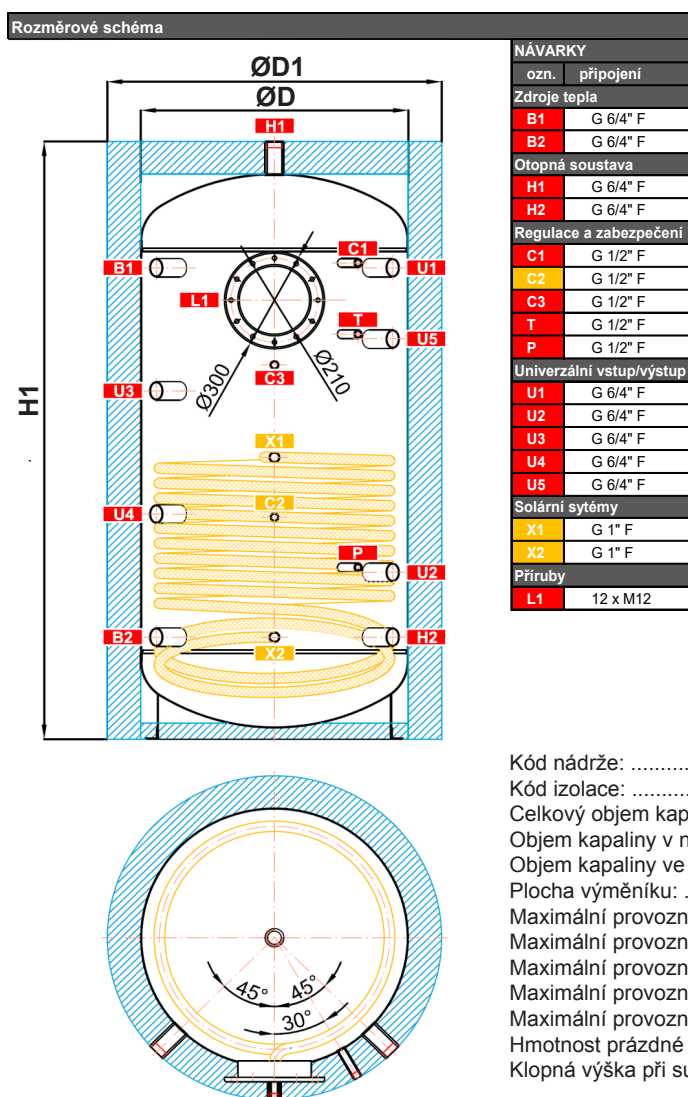 Rozměrové schéma
ØD1
ØD
H1
C1
B1
U1
L1
T
U5
C3
Ø300
Ø210
U3
H1
X1
C2
U4
P
U2
B2
X2
H2
45°
45°
30°
NÁVARKY
ozn. připojení
Zdroje tepla
B1 G 6/4" F
B2 G 6/4" F
Otopná soustava
H1 G 6/4" F
H2 G 6/4" F
Regulace a zabezpečení
C1 G 1/2" F
C2 G 1/2" F
C3 G 1/2" F
T G 1/2" F
P G 1/2" F
Univerzální vstup/výstup
U1 G 6/4" F
U2 G 6/4" F
U3 G 6/4" F
U4 G 6/4" F
U5 G 6/4" F
Solární sytémy
X1 G 1" F
X2 G 1" F
Příruby
L1 12 x M12
Kód nádrže: ..........
Kód izolace: ..........
Celkový objem kap
Objem kapaliny v n
Objem kapaliny ve
Plocha výměníku: .
Maximální provozn
Maximální provozn
Maximální provozn
Maximální provozn
Maximální provozn
Hmotnost prázdné
Klopná výška při su